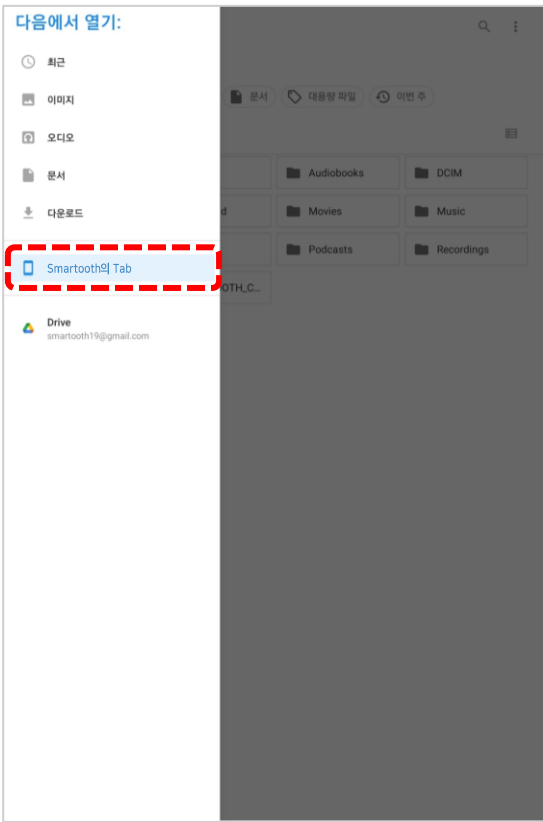 다음에서 열기:
최근
이미지
오디오
문서
다운로드
Smartooth의 Tab
Drive
smartooth19@gmail.com
문서
대용량 파일
이번 주
Audiobooks
DCIM
d
Movies
Music
Podcasts
Recordings
OTH_C...